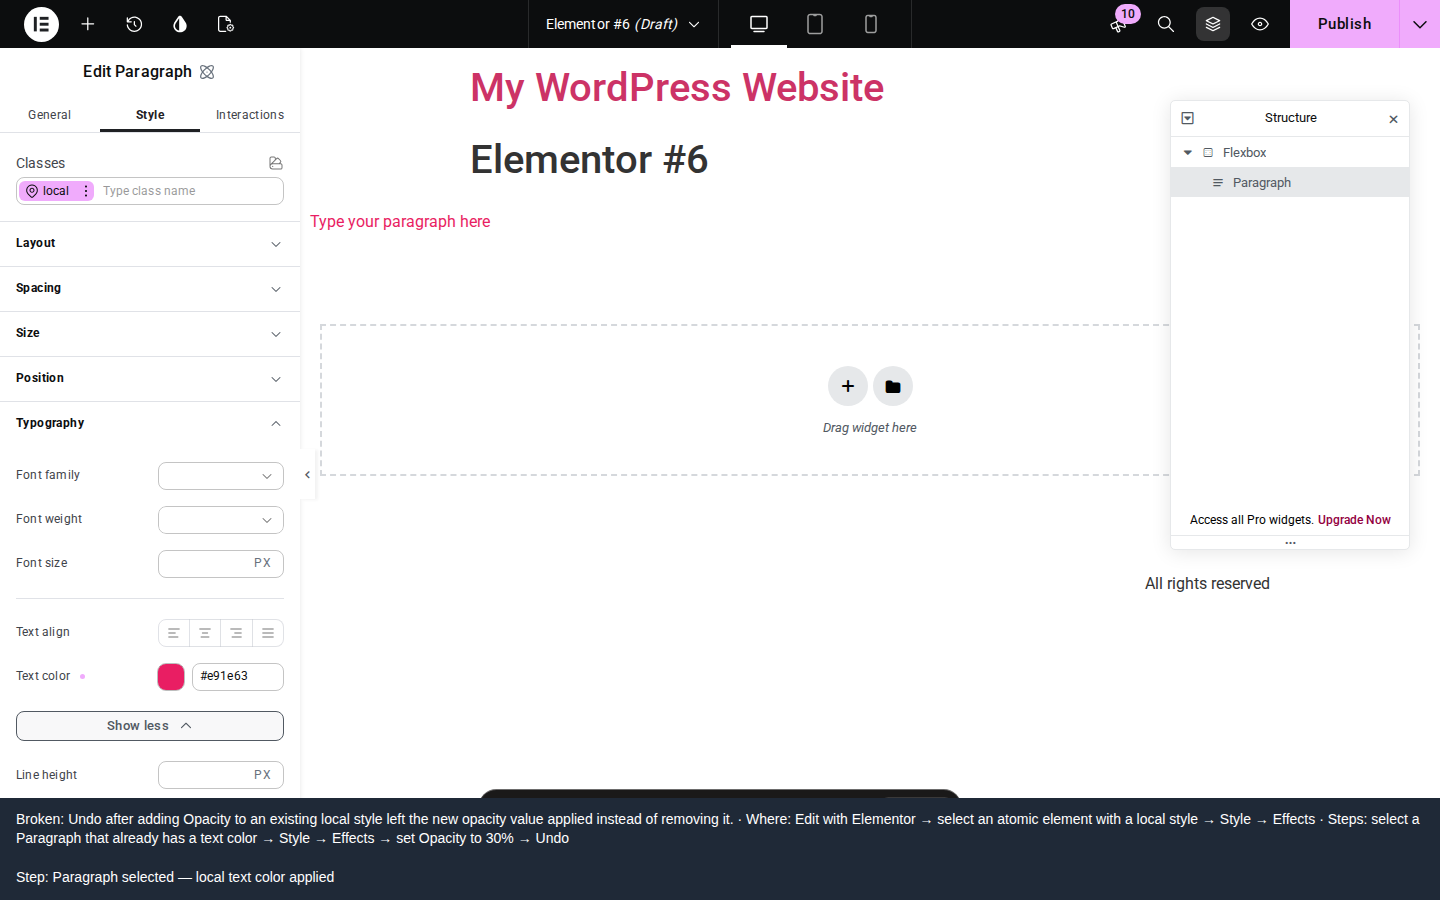 Elementor #6 (Draft)
10
Publish
Edit Paragraph
General
Style
Interactions
Classes
local
Type class name
Layout
Spacing
Size
Position
Typography
Font family
Font weight
Font size
PX
Text align
Text color
#e91e63
Show less
Line height
PX
My WordPress Website
Elementor #6
Type your paragraph here
Drag widget here
Structure
Flexbox
Paragraph
Access all Pro widgets. Upgrade Now
All rights reserved
Broken: Undo after adding Opacity to an existing local style left the new opacity value applied instead of removing it. · Where: Edit with Elementor → select an atomic element with a local style → Style → Effects · Steps: select a
Paragraph that already has a text color → Style → Effects → set Opacity to 30% → Undo
Step: Paragraph selected — local text color applied